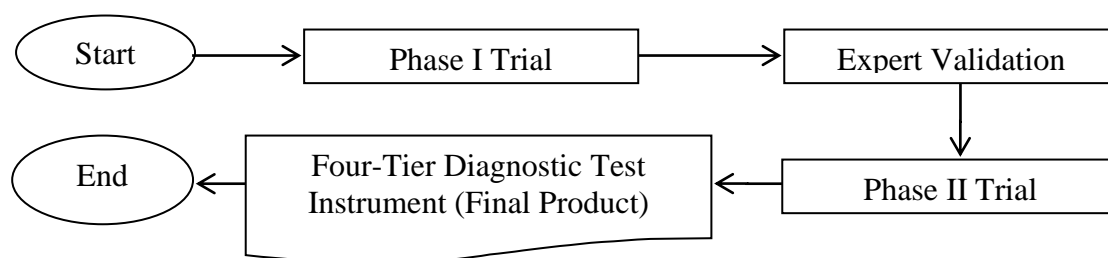 Start
Phase I Trial
Expert Validation
Phase II Trial
Four-Tier Diagnostic Test
Instrument (Final Product)
End